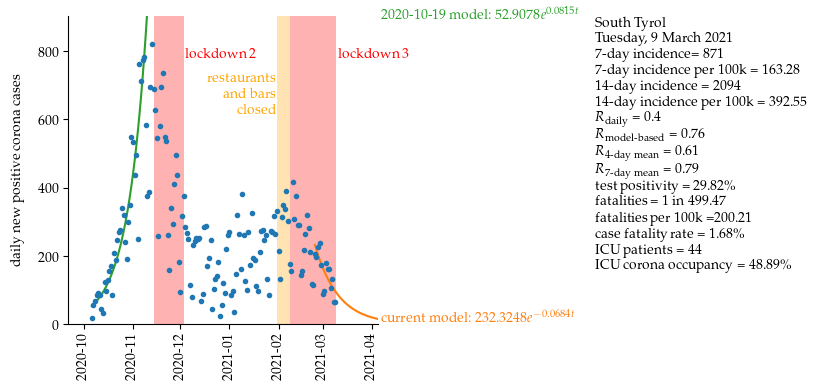 2020-10-19 model: 52.9078e^0.0815t
South Tyrol
Tuesday, 9 March 2021
7-day incidence= 871
7-day incidence per 100k = 163.28
14-day incidence = 2094
14-day incidence per 100k = 392.55
R_daily = 0.4
R_model-based = 0.76
R_4-day mean = 0.61
R_7-day mean = 0.79
test positivity = 29.82%
fatalities = 1 in 499.47
fatalities per 100k =200.21
case fatality rate = 1.68%
ICU patients = 44
ICU corona occupancy = 48.89%
lockdown 2
lockdown 3
restaurants
and bars
closed
daily new positive corona cases
800
600
400
200
0
current model: 232.3248e^−0.0684t
2020-10
2020-11
2020-12
2021-01
2021-02
2021-03
2021-04